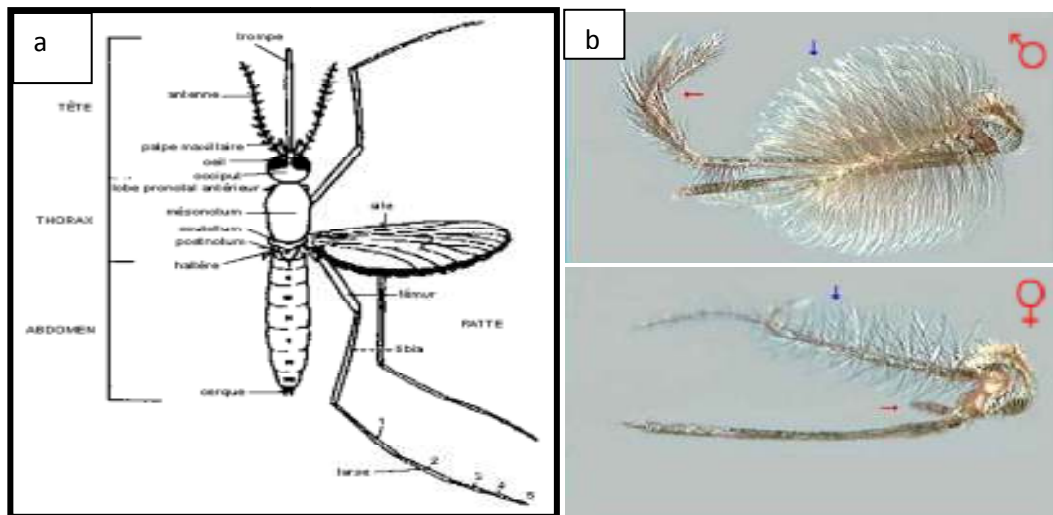 a
trompe
antenne
TÊTE
palpe maxillaire
oeil
occiput
lobe pronotal antérieur
THORAX
mésonotum
aile
scutellum
postnotum
haltère
fémur
ABDOMEN
PATTE
tibia
cerque
1
tarse
2
3
4
5
b
♂
♀